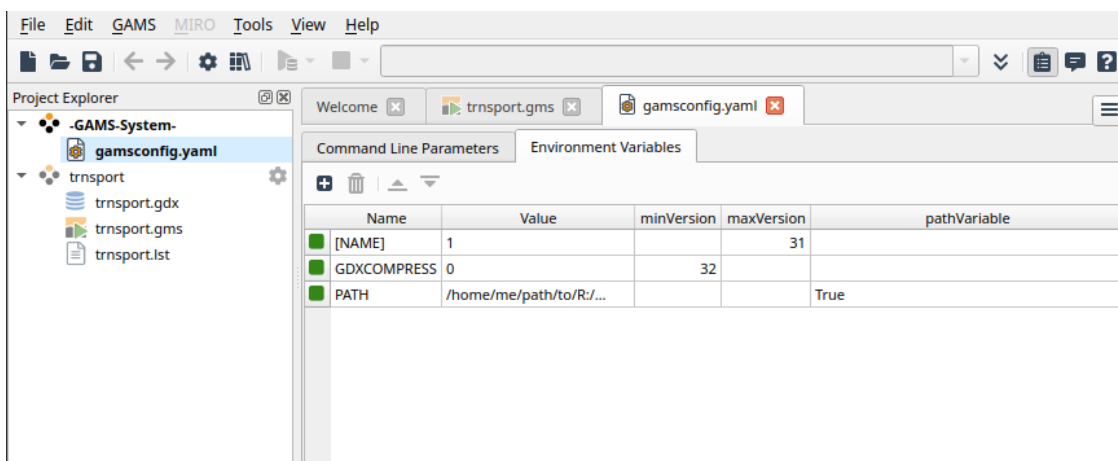 File Edit GAMS MIRO Tools View Help
Project Explorer
-GAMS-System-
gamsconfig.yaml
trnsport
trnsport.gdx
trnsport.gms
trnsport.lst
Welcome trnsport.gms gamsconfig.yaml
Command Line Parameters Environment Variables
Name Value minVersion maxVersion pathVariable
[NAME] 1 31
GDXCOMPRESS 0 32
PATH /home/me/path/to/R:/... True